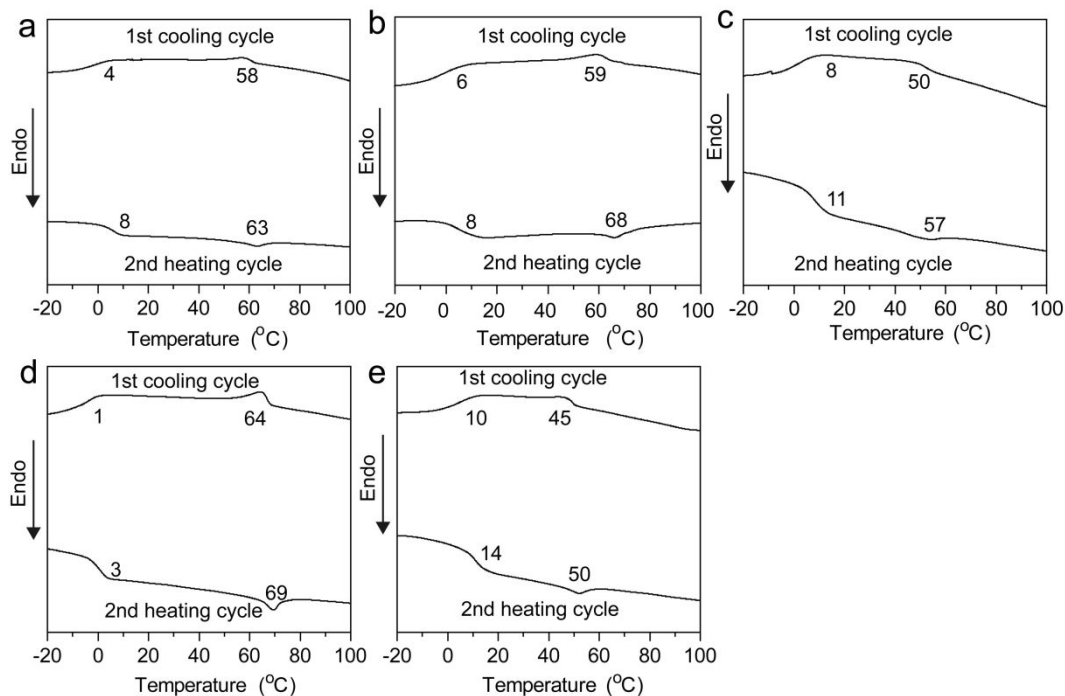 a
1st cooling cycle
4 58
Endo
8 63
2nd heating cycle
-20 0 20 40 60 80 100
Temperature (°C)
b
1st cooling cycle
6 59
Endo
8 68
2nd heating cycle
-20 0 20 40 60 80 100
Temperature (°C)
c
1st cooling cycle
8 50
Endo
11 57
2nd heating cycle
-20 0 20 40 60 80 100
Temperature (°C)
d
1st cooling cycle
1 64
Endo
3 69
2nd heating cycle
-20 0 20 40 60 80 100
Temperature (°C)
e
1st cooling cycle
10 45
Endo
14 50
2nd heating cycle
-20 0 20 40 60 80 100
Temperature (°C)